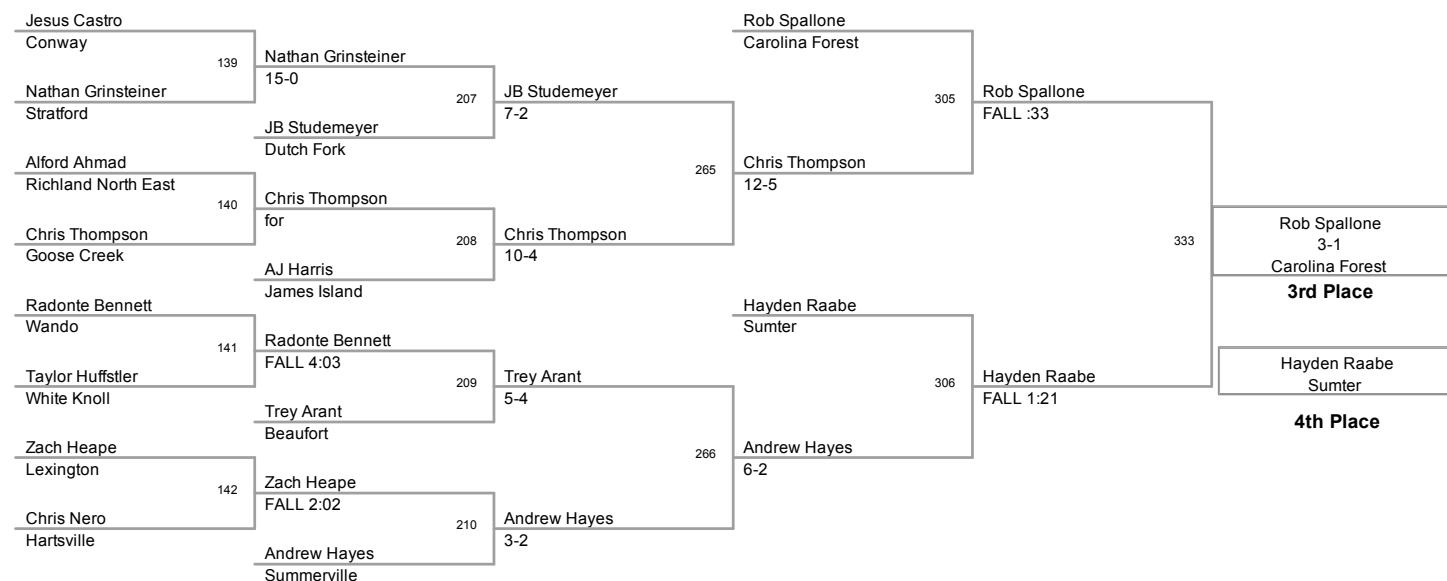 Jesus Castro
Conway
139
Nathan Grinsteiner
Stratford
Alford Ahmad
Richland North East
140
Chris Thompson
Goose Creek
Radonte Bennett
Wando
141
Taylor Huffstler
White Knoll
Zach Heape
Lexington
142
Chris Nero
Hartsville
Nathan Grinsteiner
15-0
207
JB Studemeyer
Dutch Fork
Chris Thompson
for
208
AJ Harris
James Island
Radonte Bennett
FALL 4:03
209
Trey Arant
Beaufort
Zach Heape
FALL 2:02
210
Andrew Hayes
Summerville
JB Studemeyer
7-2
265
Chris Thompson
10-4
Trey Arant
5-4
266
Andrew Hayes
3-2
Rob Spallone
Carolina Forest
305
Chris Thompson
12-5
Hayden Raabe
Sumter
306
Andrew Hayes
6-2
Rob Spallone
FALL :33
333
Hayden Raabe
FALL 1:21
Rob Spallone
3-1
Carolina Forest
3rd Place
Hayden Raabe
Sumter
4th Place